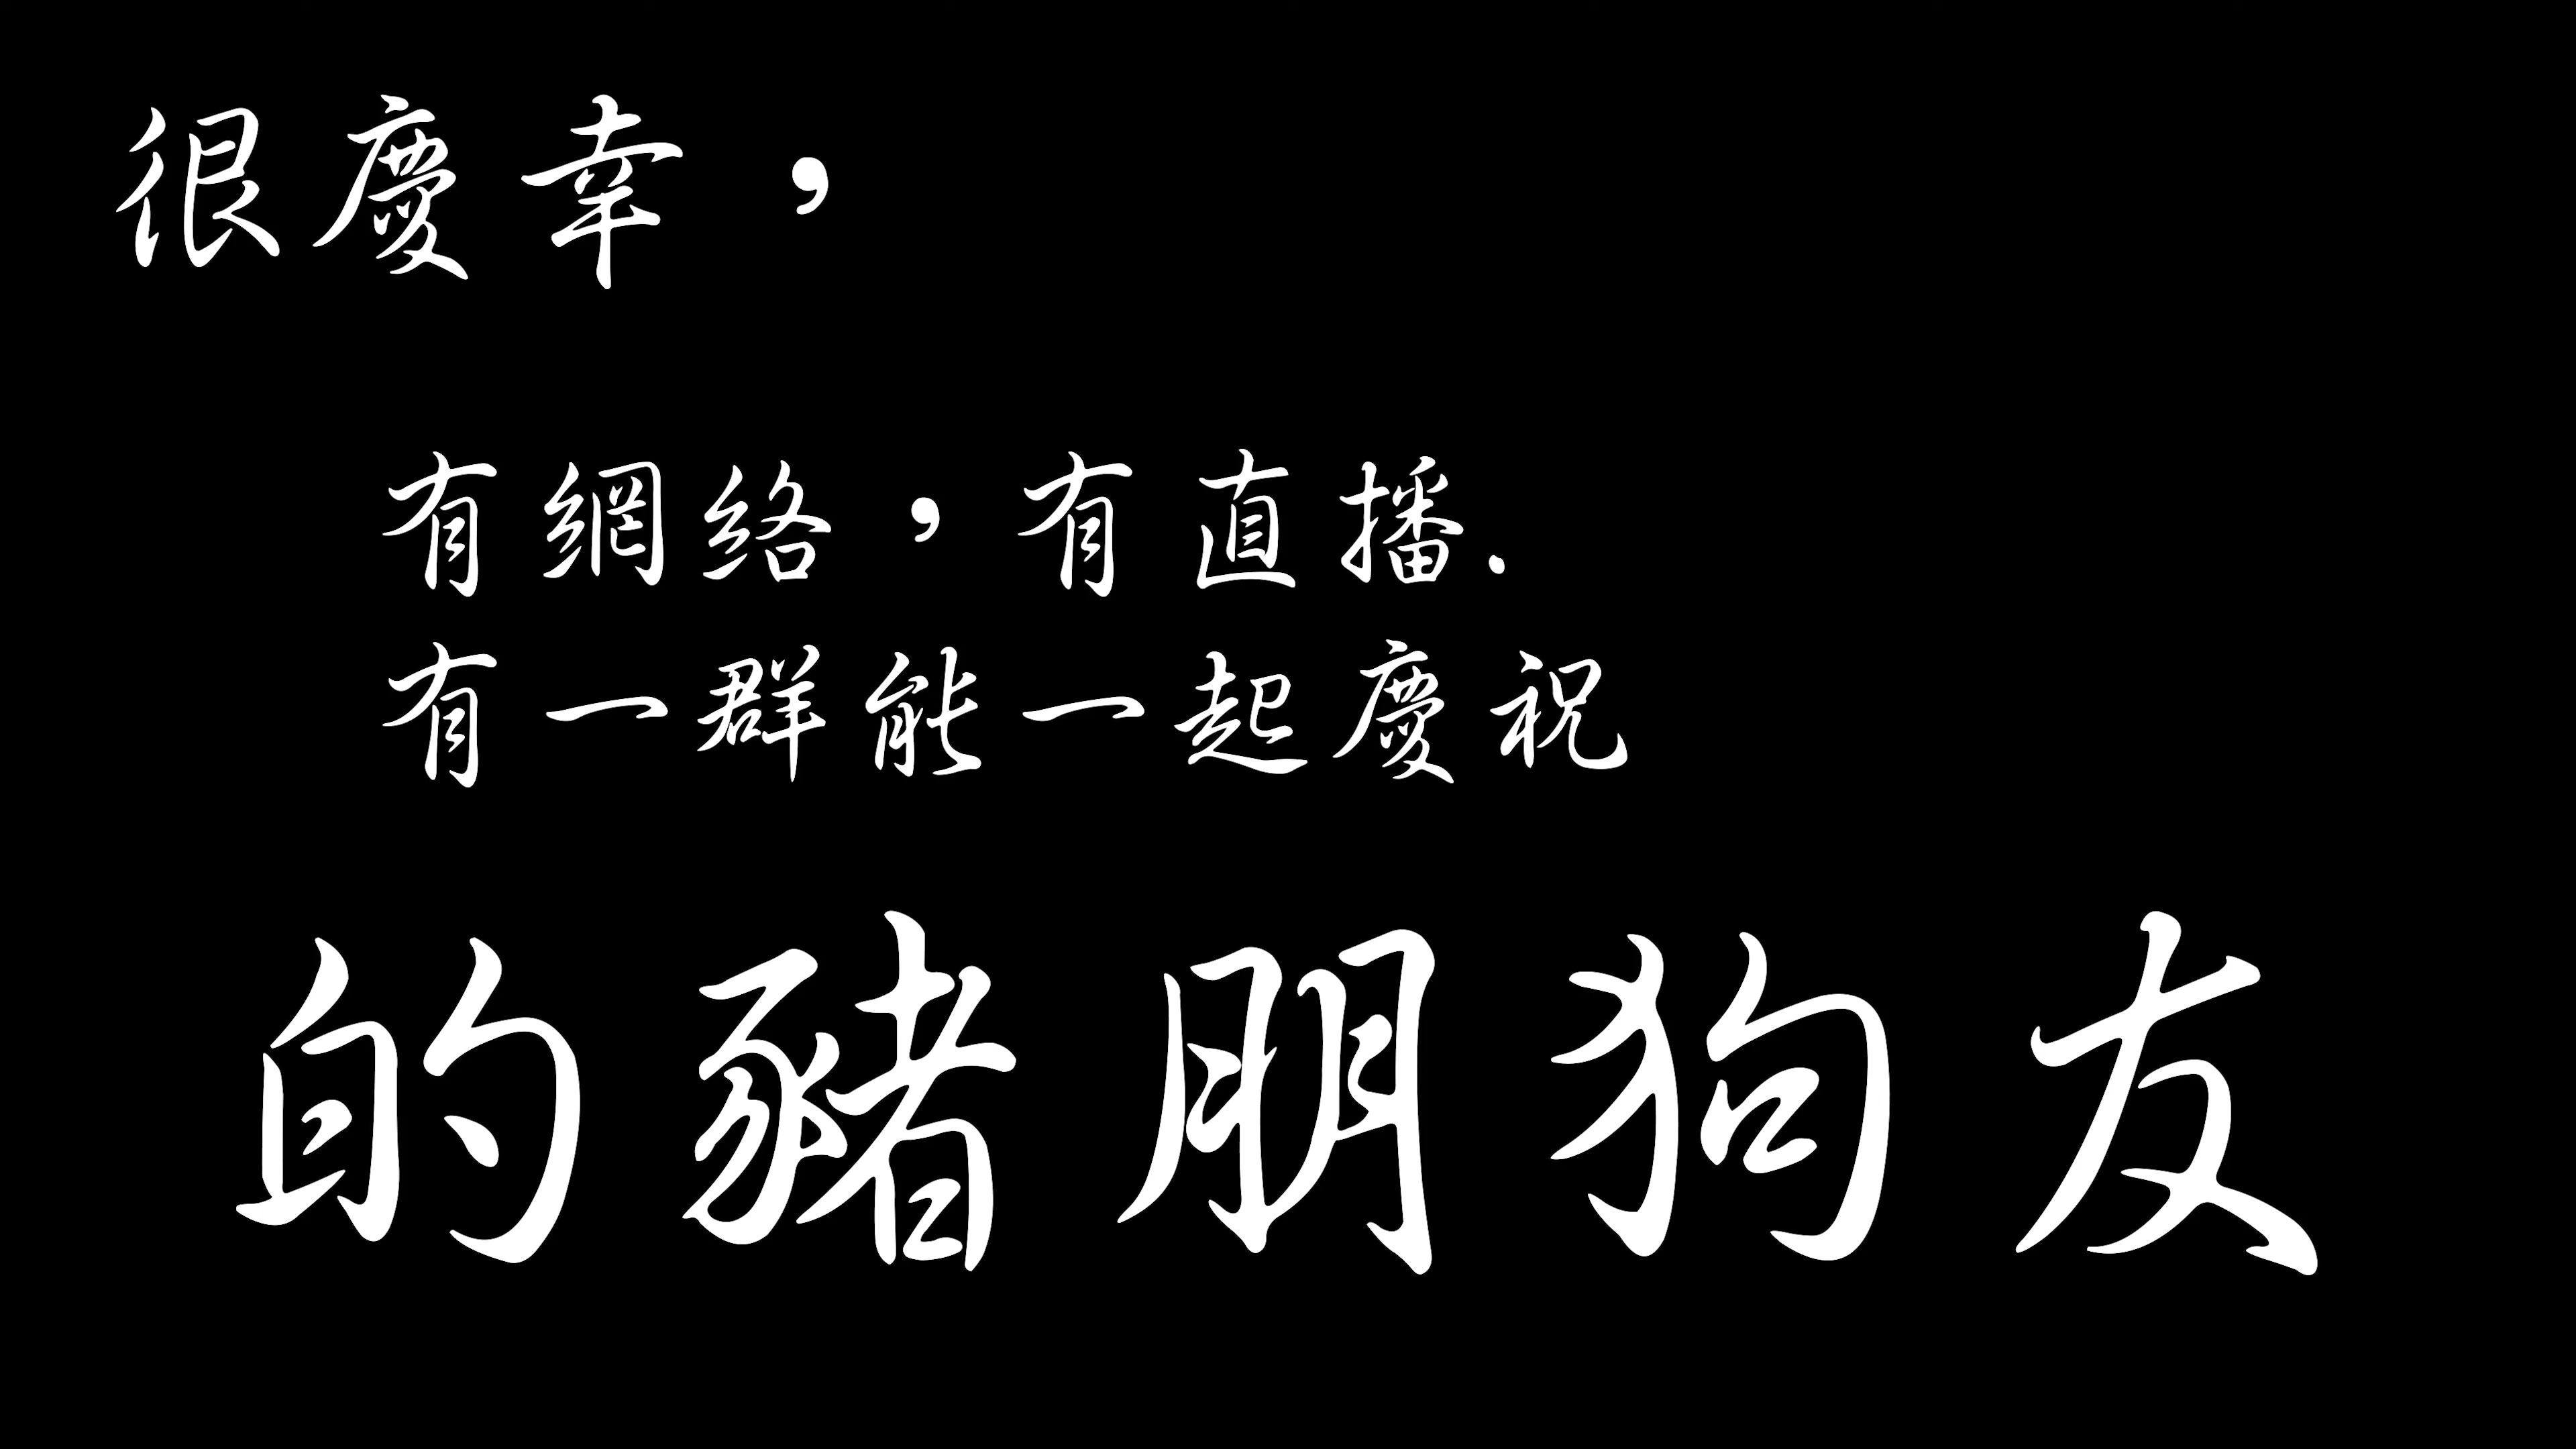 很慶幸，
有網絡，有直播.
有一群能一起慶祝
的豬朋狗友